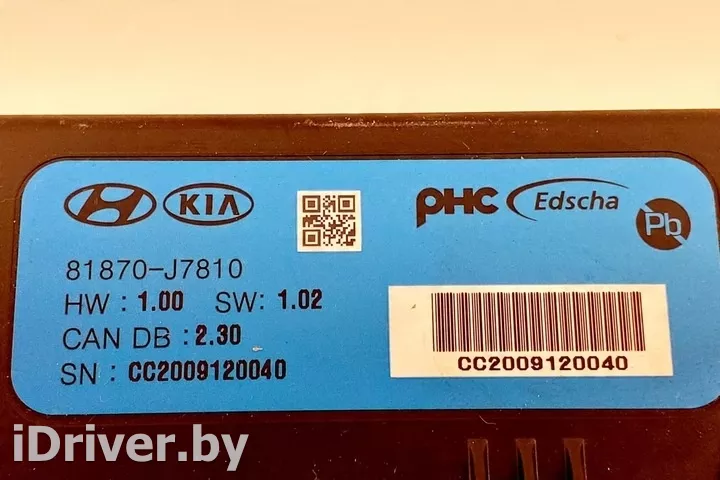 KIA
PHC Edscha
Pb
81870-J7810
HW : 1.00 SW: 1.02
CAN DB : 2.30
SN : CC2009120040
CC2009120040
iDriver.by